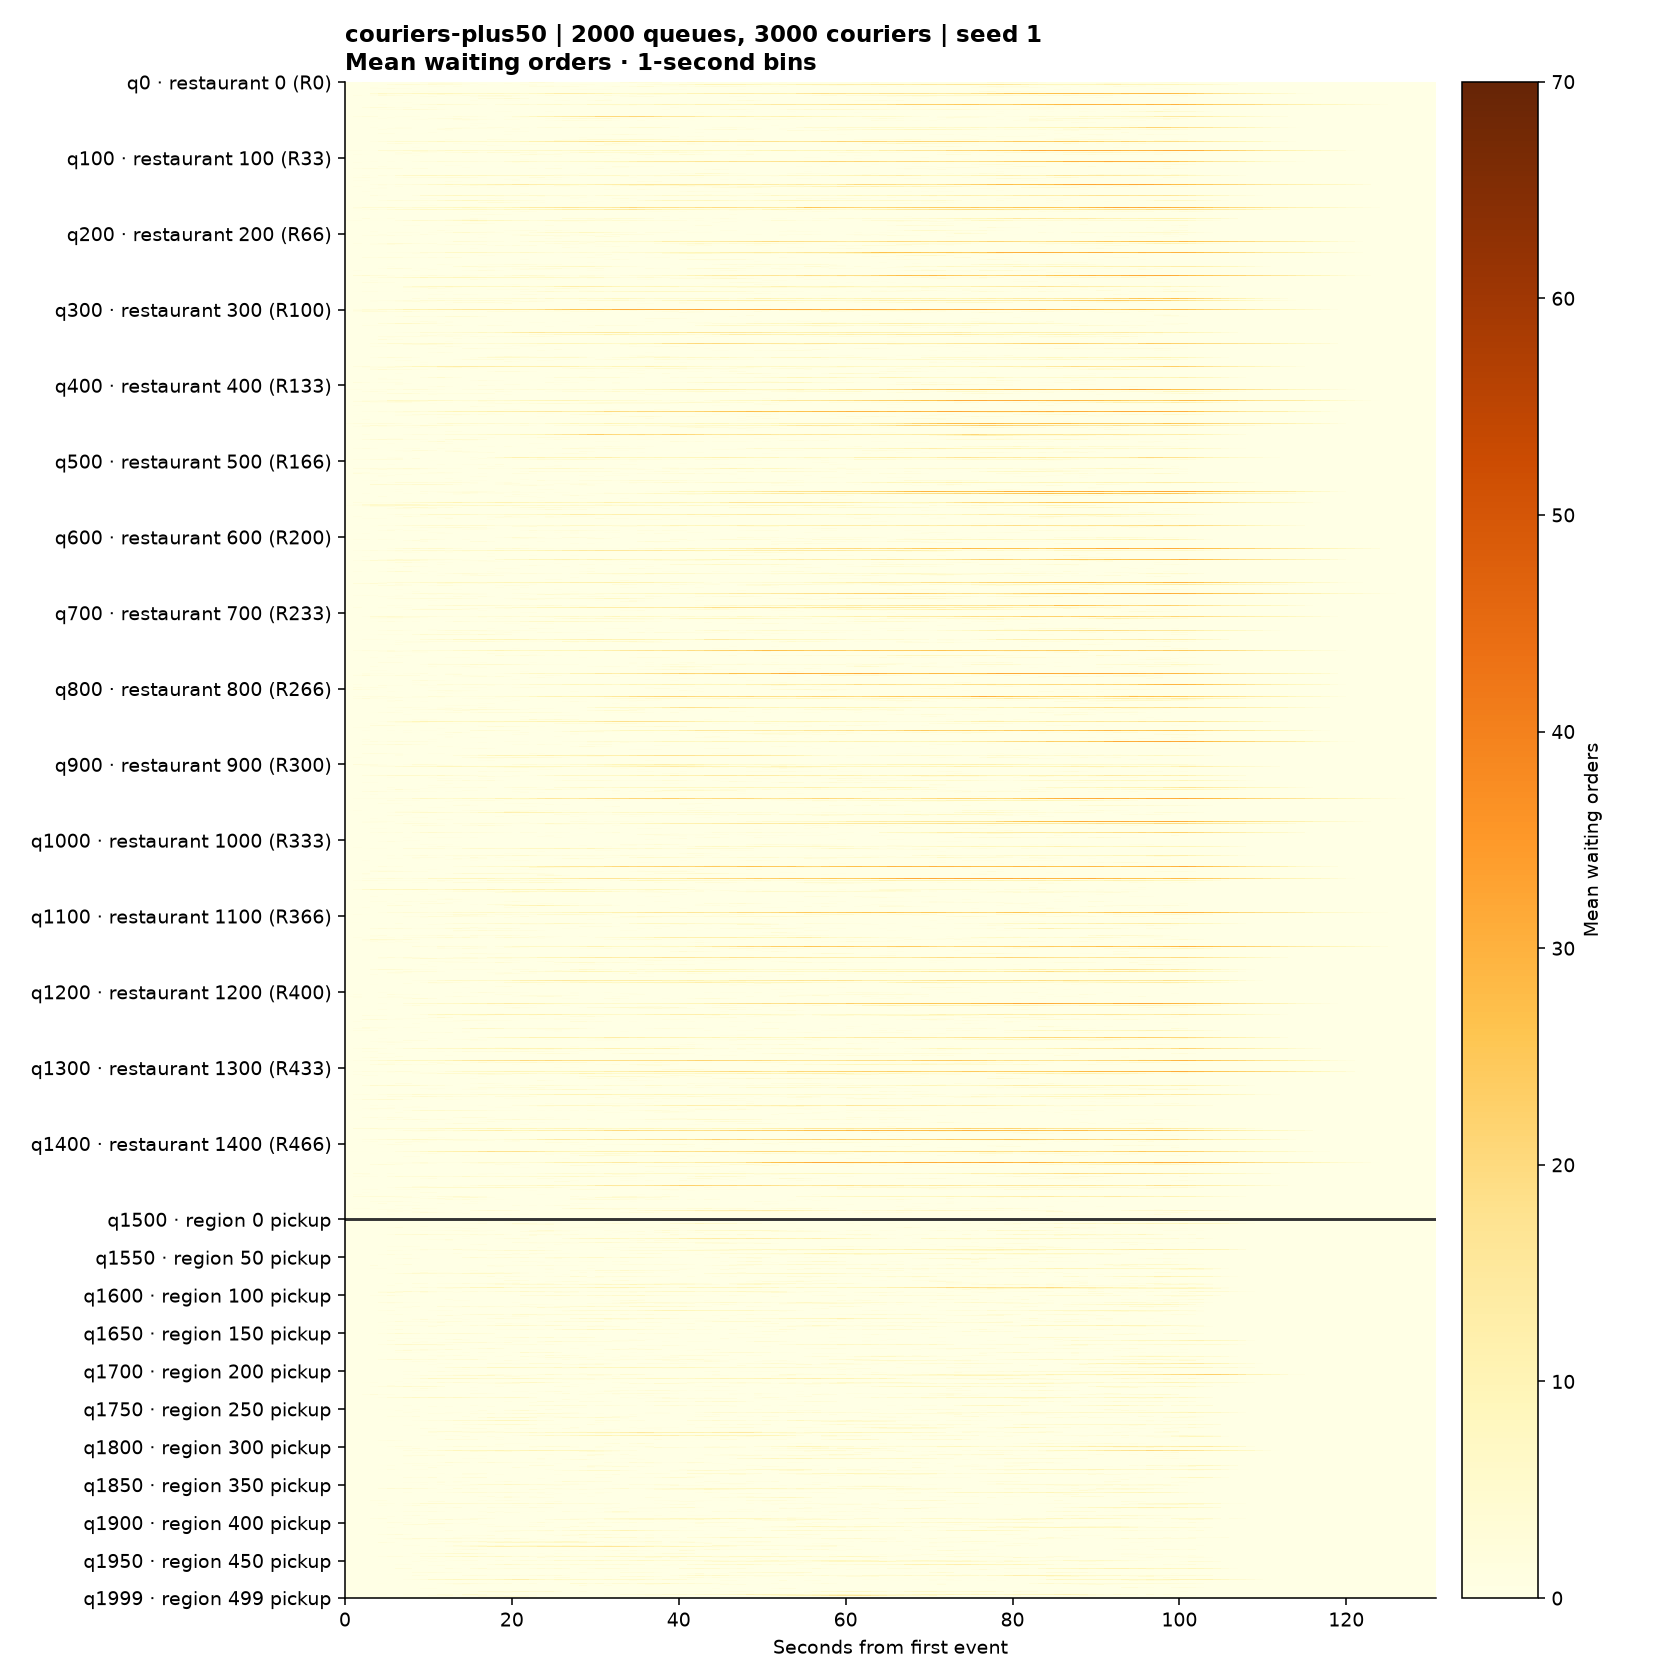 couriers-plus50 | 2000 queues, 3000 couriers | seed 1
Mean waiting orders · 1-second bins
q0 · restaurant 0 (R0)
q100 · restaurant 100 (R33)
q200 · restaurant 200 (R66)
q300 · restaurant 300 (R100)
q400 · restaurant 400 (R133)
q500 · restaurant 500 (R166)
q600 · restaurant 600 (R200)
q700 · restaurant 700 (R233)
q800 · restaurant 800 (R266)
q900 · restaurant 900 (R300)
q1000 · restaurant 1000 (R333)
q1100 · restaurant 1100 (R366)
q1200 · restaurant 1200 (R400)
q1300 · restaurant 1300 (R433)
q1400 · restaurant 1400 (R466)
q1500 · region 0 pickup
q1550 · region 50 pickup
q1600 · region 100 pickup
q1650 · region 150 pickup
q1700 · region 200 pickup
q1750 · region 250 pickup
q1800 · region 300 pickup
q1850 · region 350 pickup
q1900 · region 400 pickup
q1950 · region 450 pickup
q1999 · region 499 pickup
0 20 40 60 80 100 120
Seconds from first event
70
60
50
40
30
20
10
0
Mean waiting orders